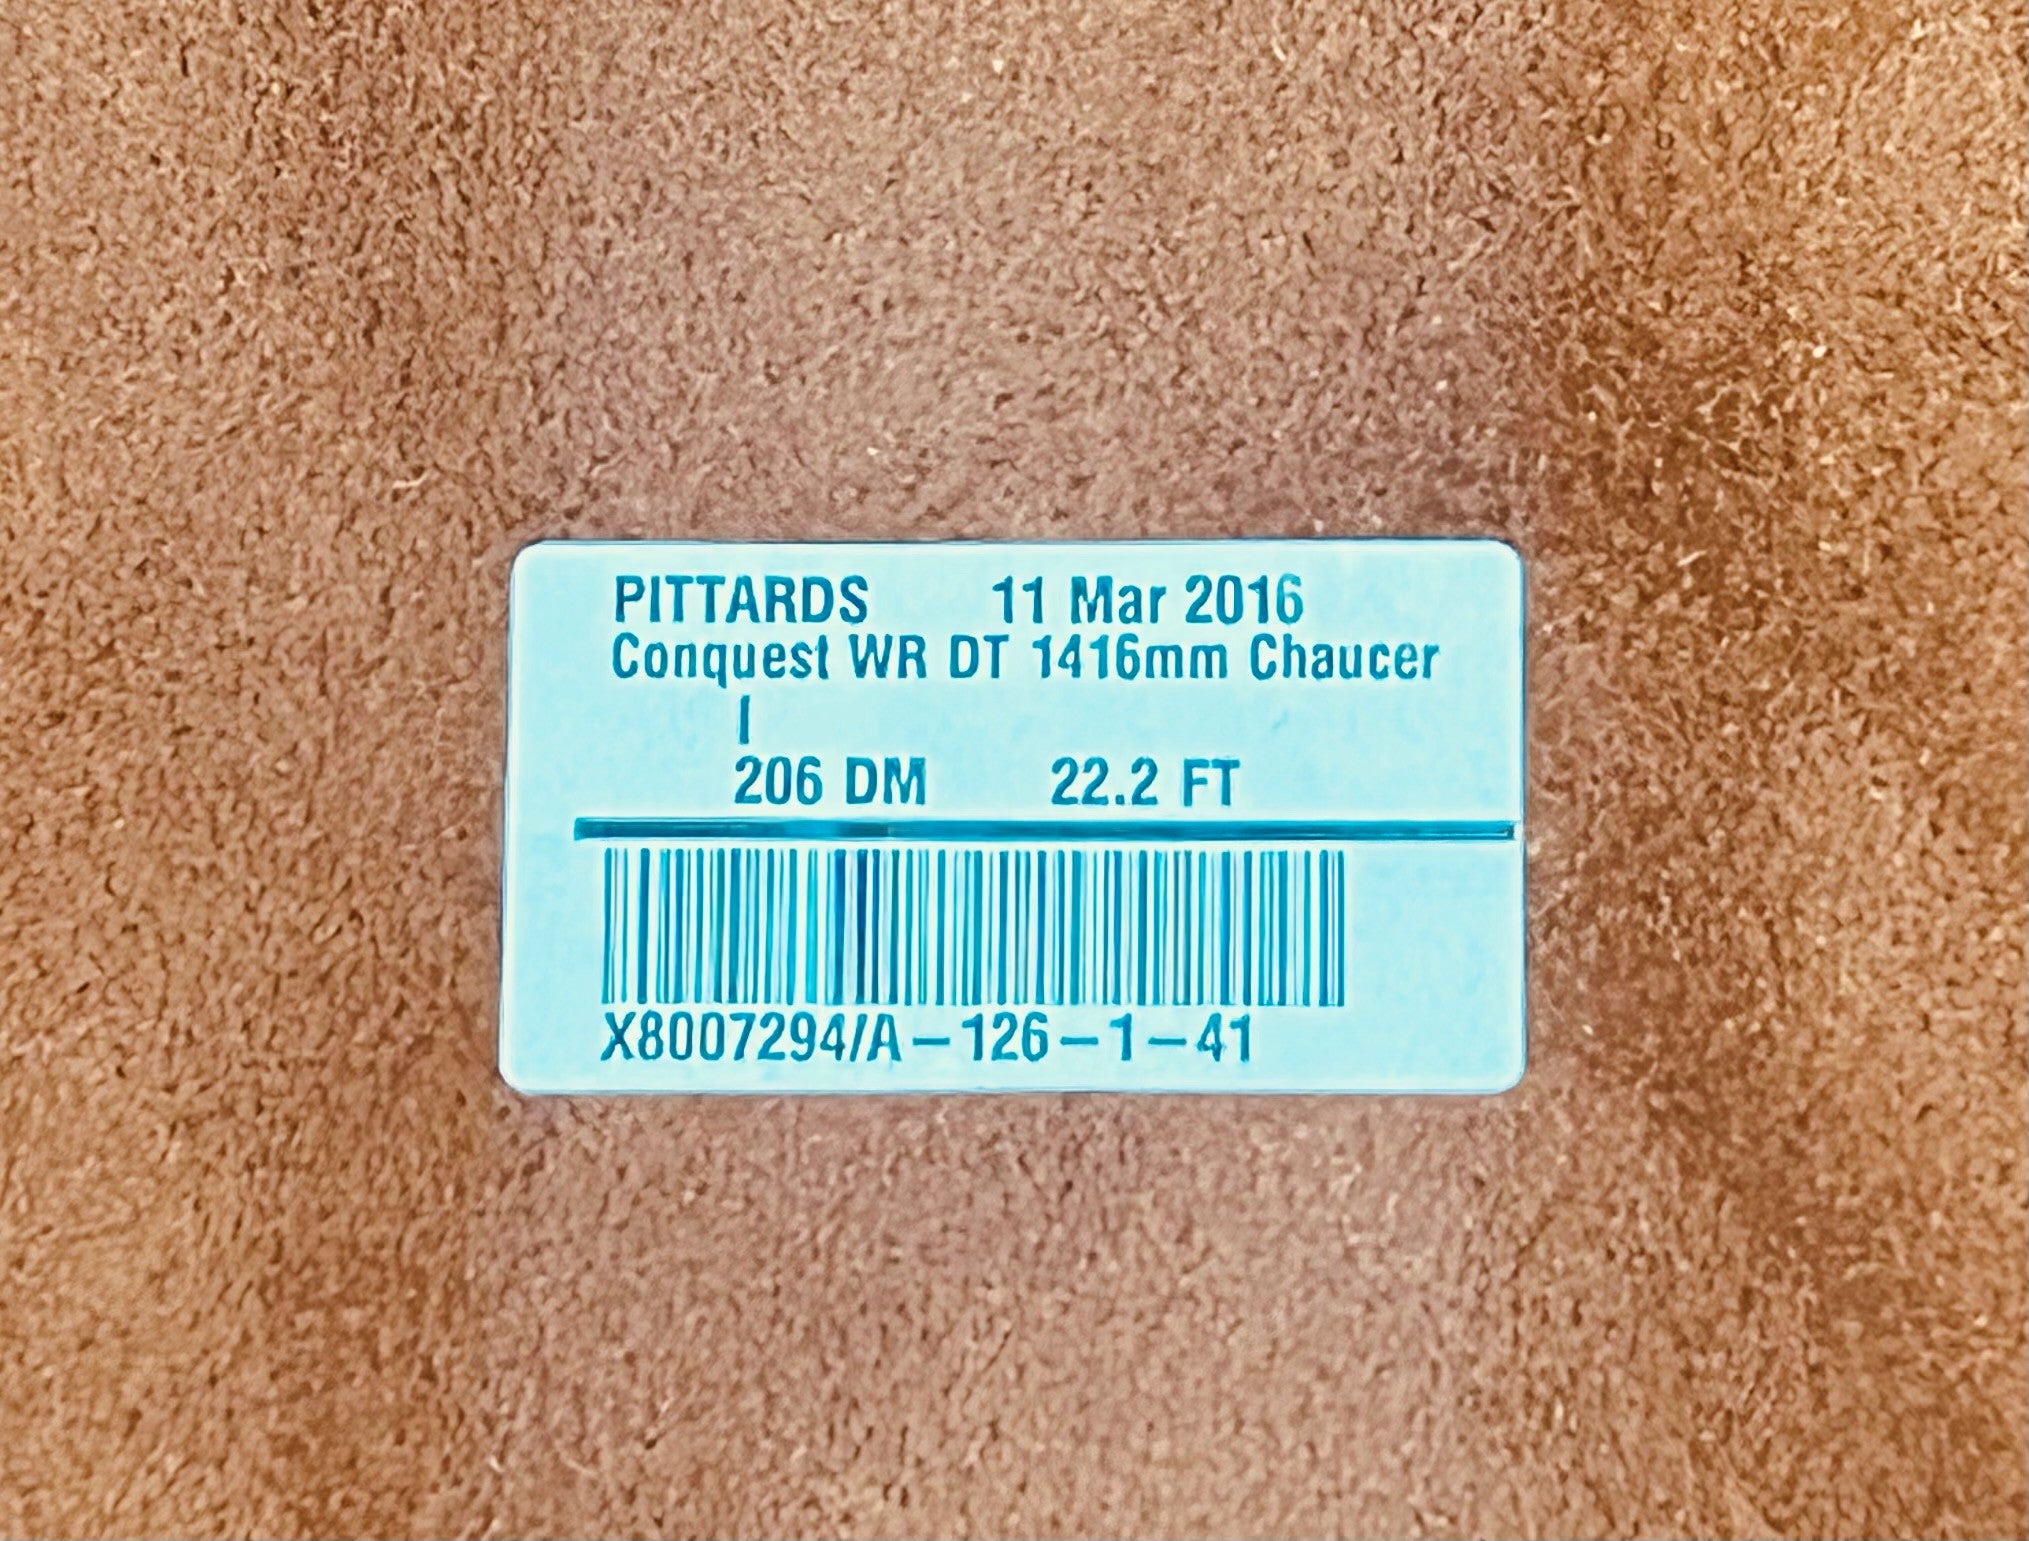 PITTARDS 11 Mar 2016
Conquest WR DT 1416mm Chaucer
I
206 DM 22.2 FT
X8007294/A-126-1-41